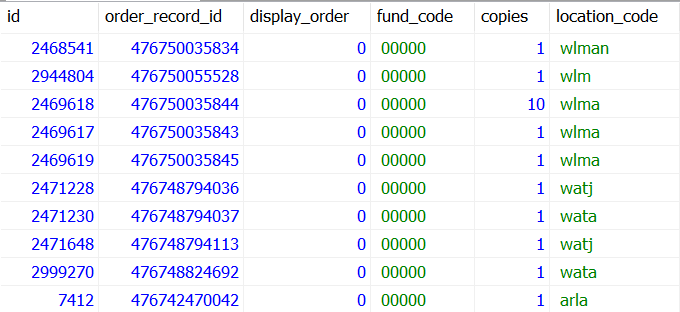 id order_record_id display_order fund_code copies location_code
2468541 476750035834 0 00000 1 wlman
2944804 476750055528 0 00000 1 wlm
2469618 476750035844 0 00000 10 wlma
2469617 476750035843 0 00000 1 wlma
2469619 476750035845 0 00000 1 wlma
2471228 476748794036 0 00000 1 watj
2471230 476748794037 0 00000 1 wata
2471648 476748794113 0 00000 1 watj
2999270 476748824692 0 00000 1 wata
7412 476742470042 0 00000 1 arla